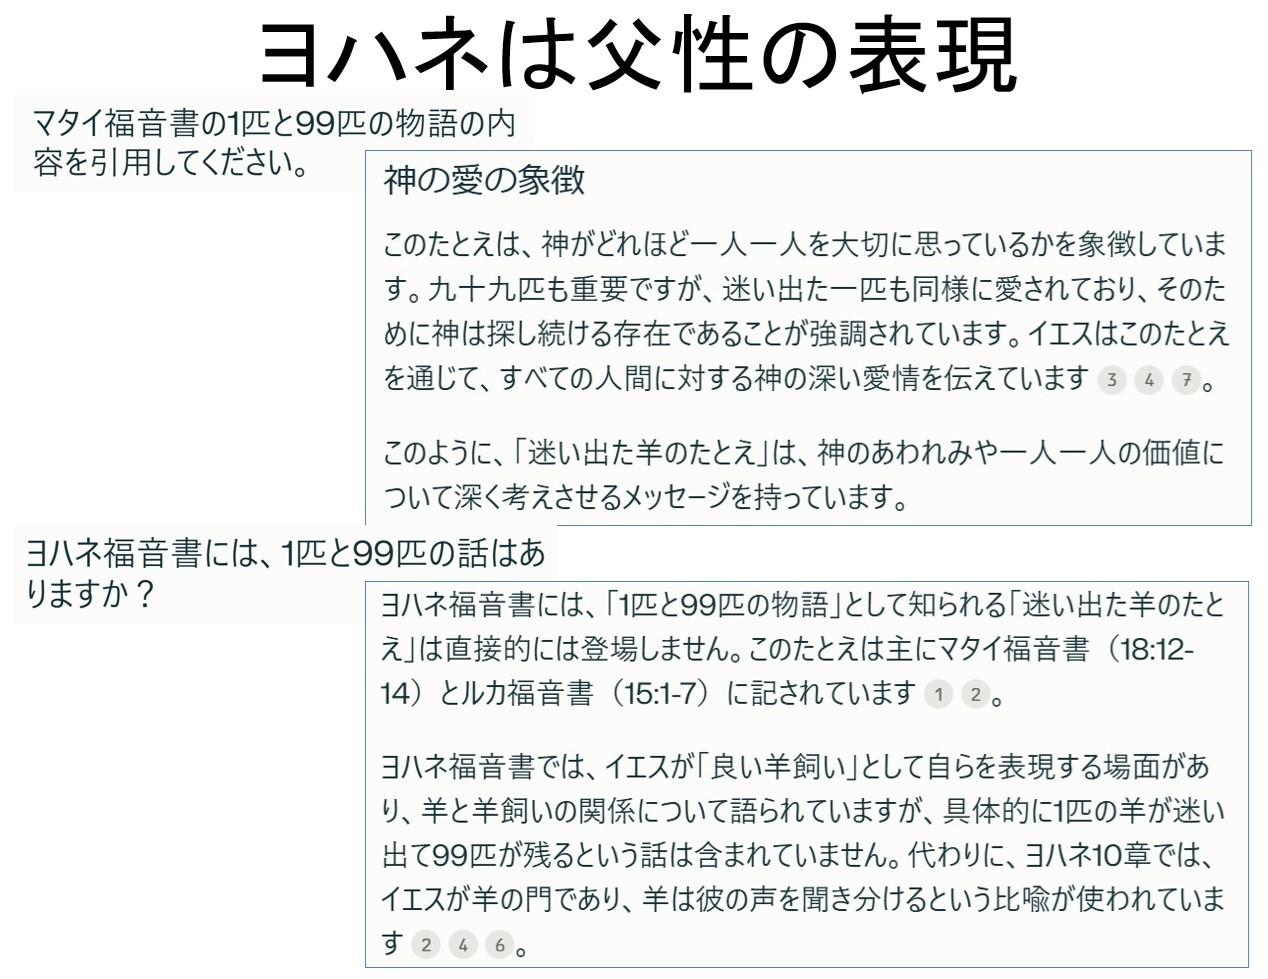 ヨハネは父性の表現
マタイ福音書の1匹と99匹の物語の内
容を引用してください。
神の愛の象徴
このたとえは、神がどれほど一人一人を大切に思っているかを象徴していま
す。九十九匹も重要ですが、迷い出た一匹も同様に愛されており、そのた
めに神は探し続ける存在であることが強調されています。イエスはこのたとえ
を通じて、すべての人間に対する神の深い愛情を伝えています 3 4 7 。
このように、「迷い出た羊のたとえ」は、神のあわれみや一人一人の価値に
ついて深く考えさせるメッセージを持っています。
ヨハネ福音書には、1匹と99匹の話はあ
りますか？
ヨハネ福音書には、「1匹と99匹の物語」として知られる「迷い出た羊のたと
え」は直接的には登場しません。このたとえは主にマタイ福音書（18:12-
14）とルカ福音書（15:1-7）に記されています 1 2 。
ヨハネ福音書では、イエスが「良い羊飼い」として自らを表現する場面があ
り、羊と羊飼いの関係について語られていますが、具体的に1匹の羊が迷い
出て99匹が残るという話は含まれていません。代わりに、ヨハネ10章では、
イエスが羊の門であり、羊は彼の声を聞き分けるという比喩が使われていま
す 2 4 6 。